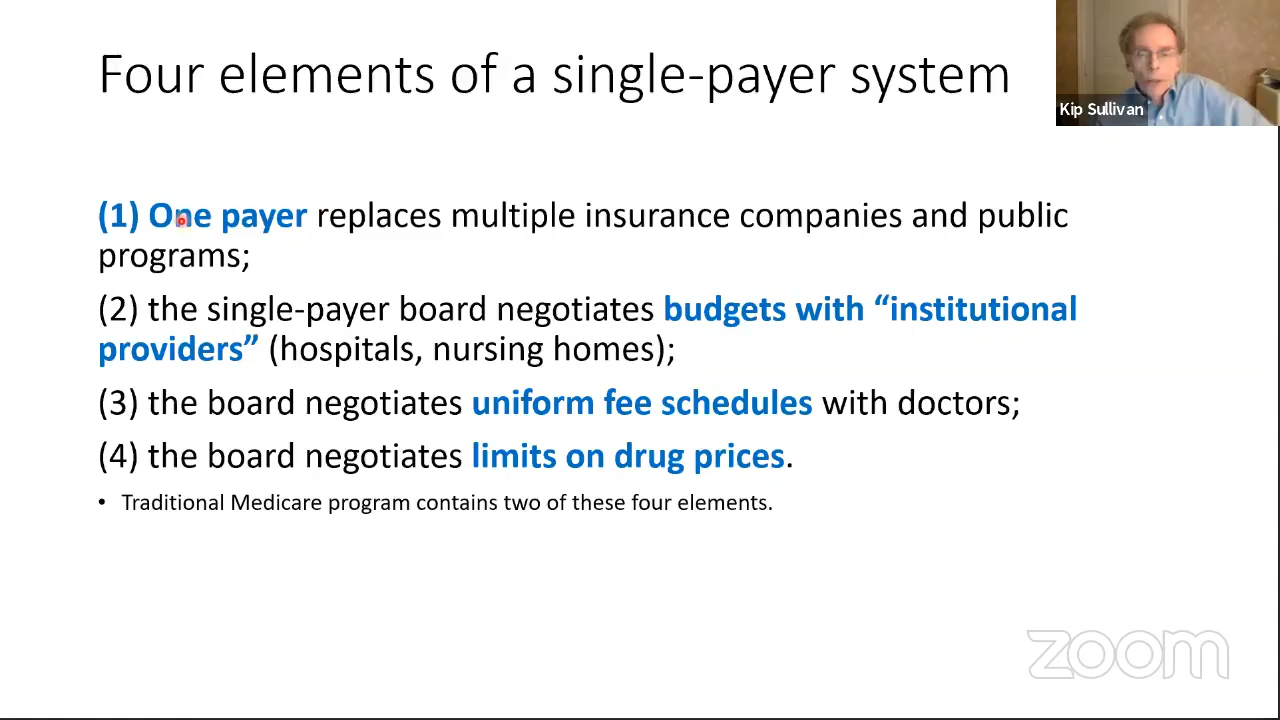 Four elements of a single-payer system
Kip Sullivan
(1) One payer replaces multiple insurance companies and public
programs;
(2) the single-payer board negotiates budgets with “institutional
providers” (hospitals, nursing homes);
(3) the board negotiates uniform fee schedules with doctors;
(4) the board negotiates limits on drug prices.
• Traditional Medicare program contains two of these four elements.
zoom